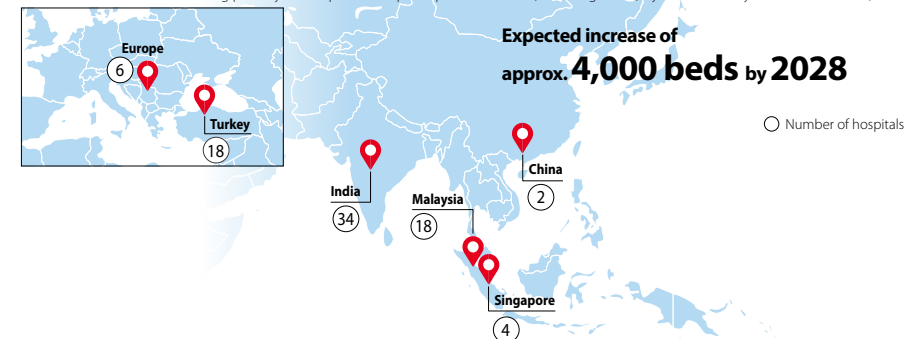 Europe
6
Turkey
18
Expected increase of
approx. 4,000 beds by 2028
Number of hospitals
China
2
India
34
Malaysia
18
Singapore
4